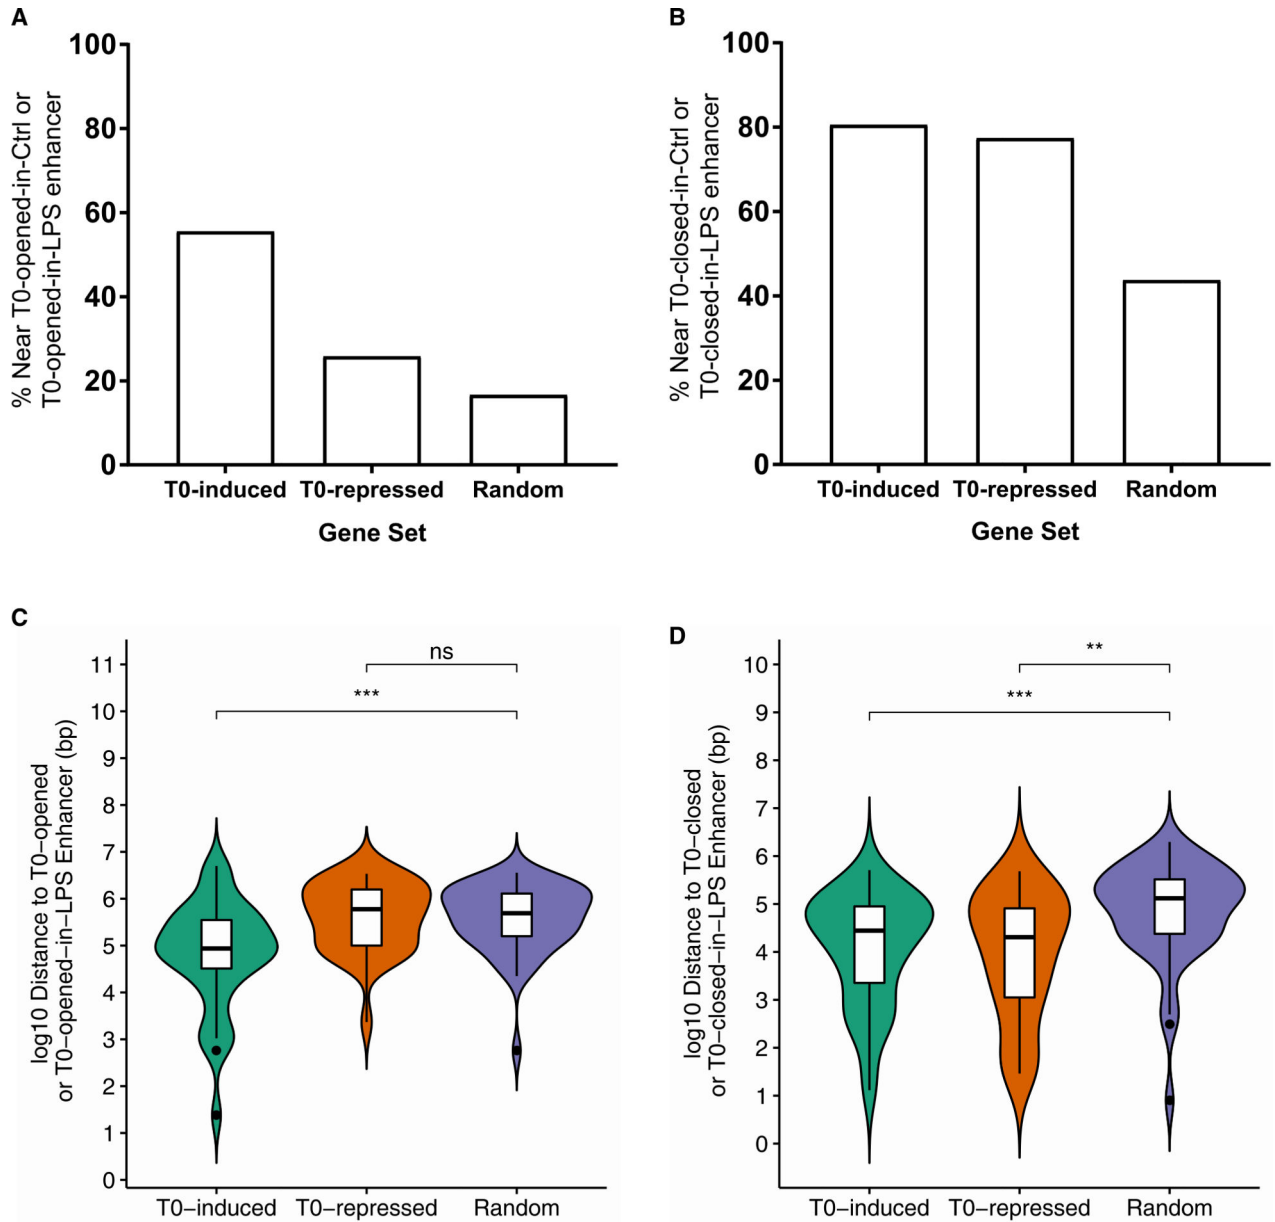 A
% Near T0-opened-in-Ctrl or
T0-opened-in-LPS enhancer
100
80
60
40
20
0
T0-induced T0-repressed Random
Gene Set
B
% Near T0-closed-in-Ctrl or
T0-closed-in-LPS enhancer
100
80
60
40
20
0
T0-induced T0-repressed Random
Gene Set
C
log10 Distance to T0−opened
or T0−opened−in−LPS Enhancer (bp)
11
10
9
8
7
6
5
4
3
2
1
0
ns
***
T0−induced T0−repressed Random
D
log10 Distance to T0−closed
or T0−closed−in−LPS Enhancer (bp)
10
9
8
7
6
5
4
3
2
1
0
**
***
T0−induced T0−repressed Random